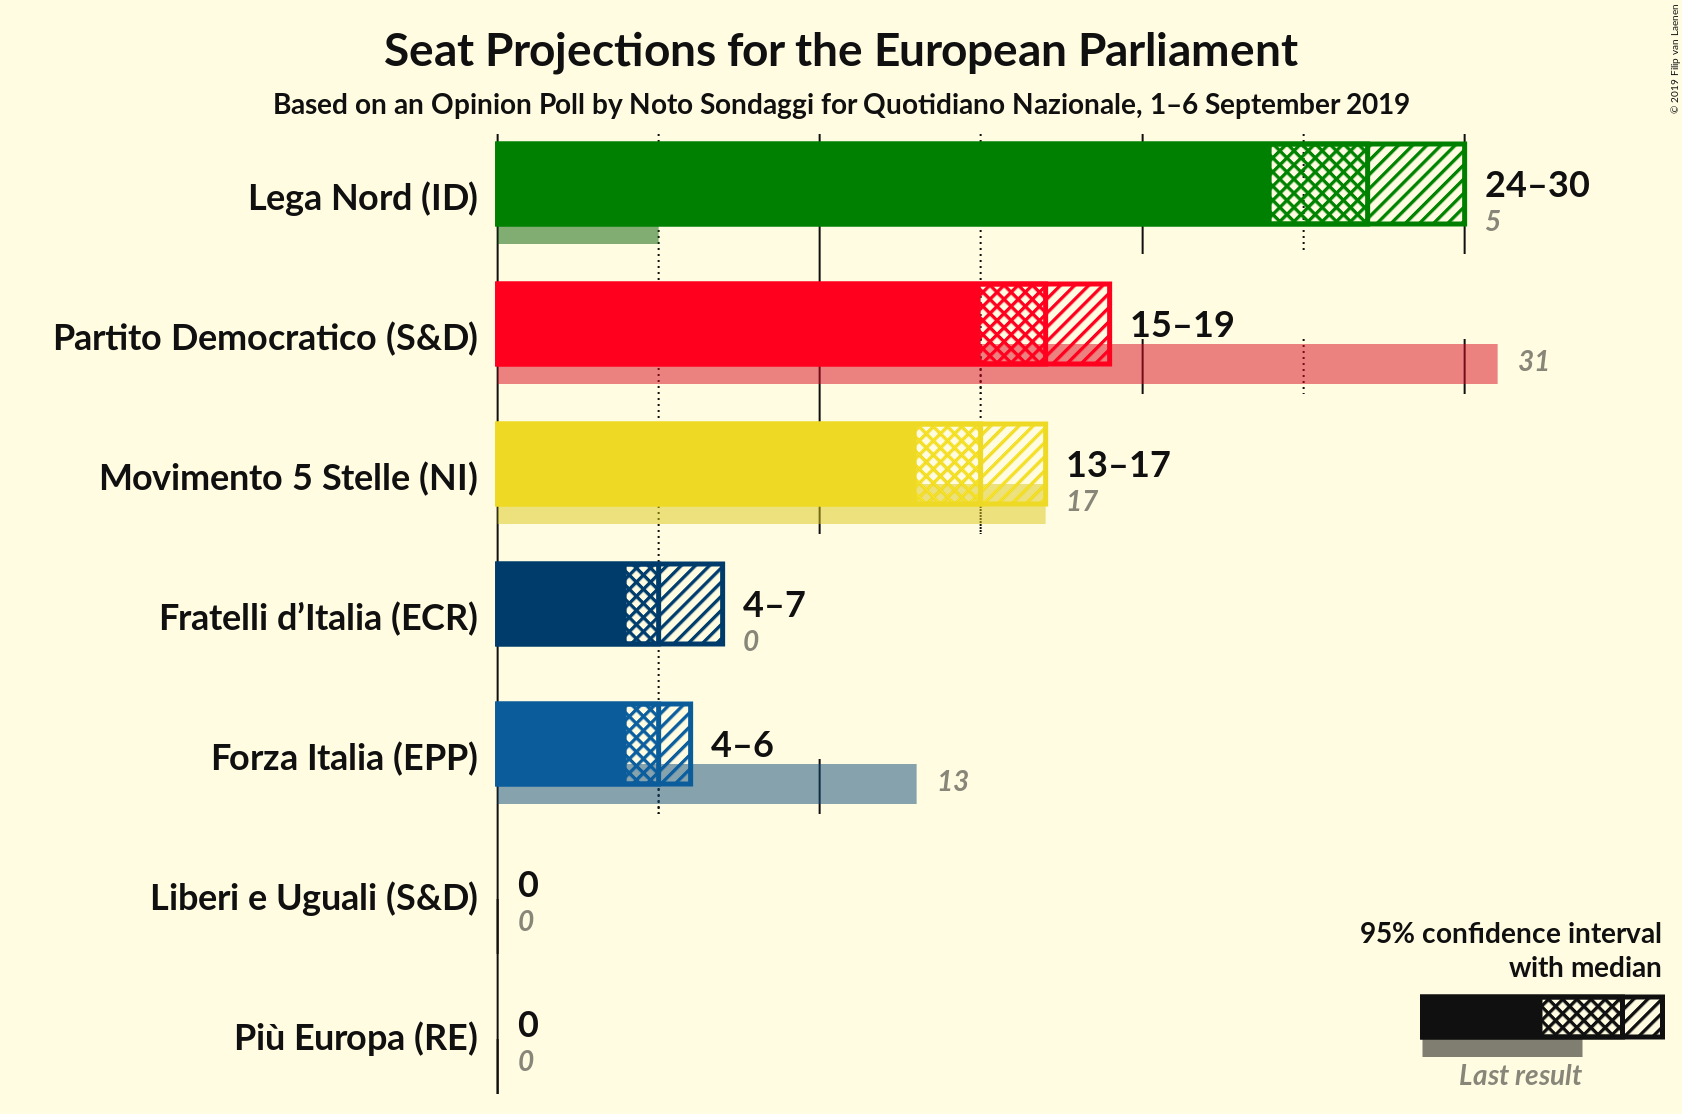 Seat Projections for the European Parliament
Based on an Opinion Poll by Noto Sondaggi for Quotidiano Nazionale, 1–6 September 2019
© 2019 Filip van Laenen
Lega Nord (ID)
24–30
5
Partito Democratico (S&D)
15–19
31
Movimento 5 Stelle (NI)
13–17
17
Fratelli d’Italia (ECR)
4–7
0
Forza Italia (EPP)
4–6
13
Liberi e Uguali (S&D)
0
0
Più Europa (RE)
0
0
95% confidence interval
with median
Last result